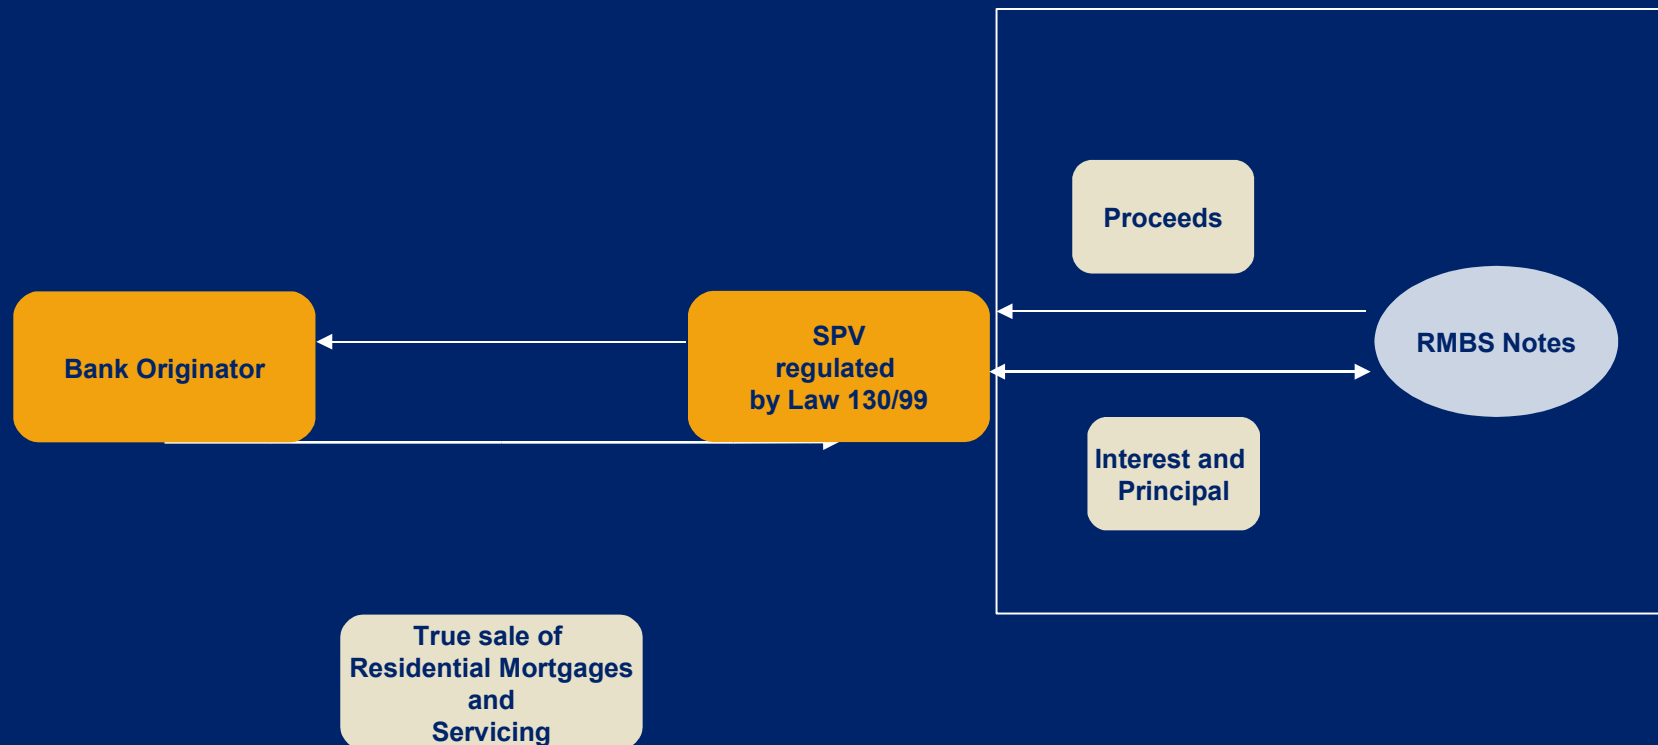 Proceeds
Bank Originator
SPV
regulated
by Law 130/99
RMBS Notes
Interest and
Principal
True sale of
Residential Mortgages
and
Servicing